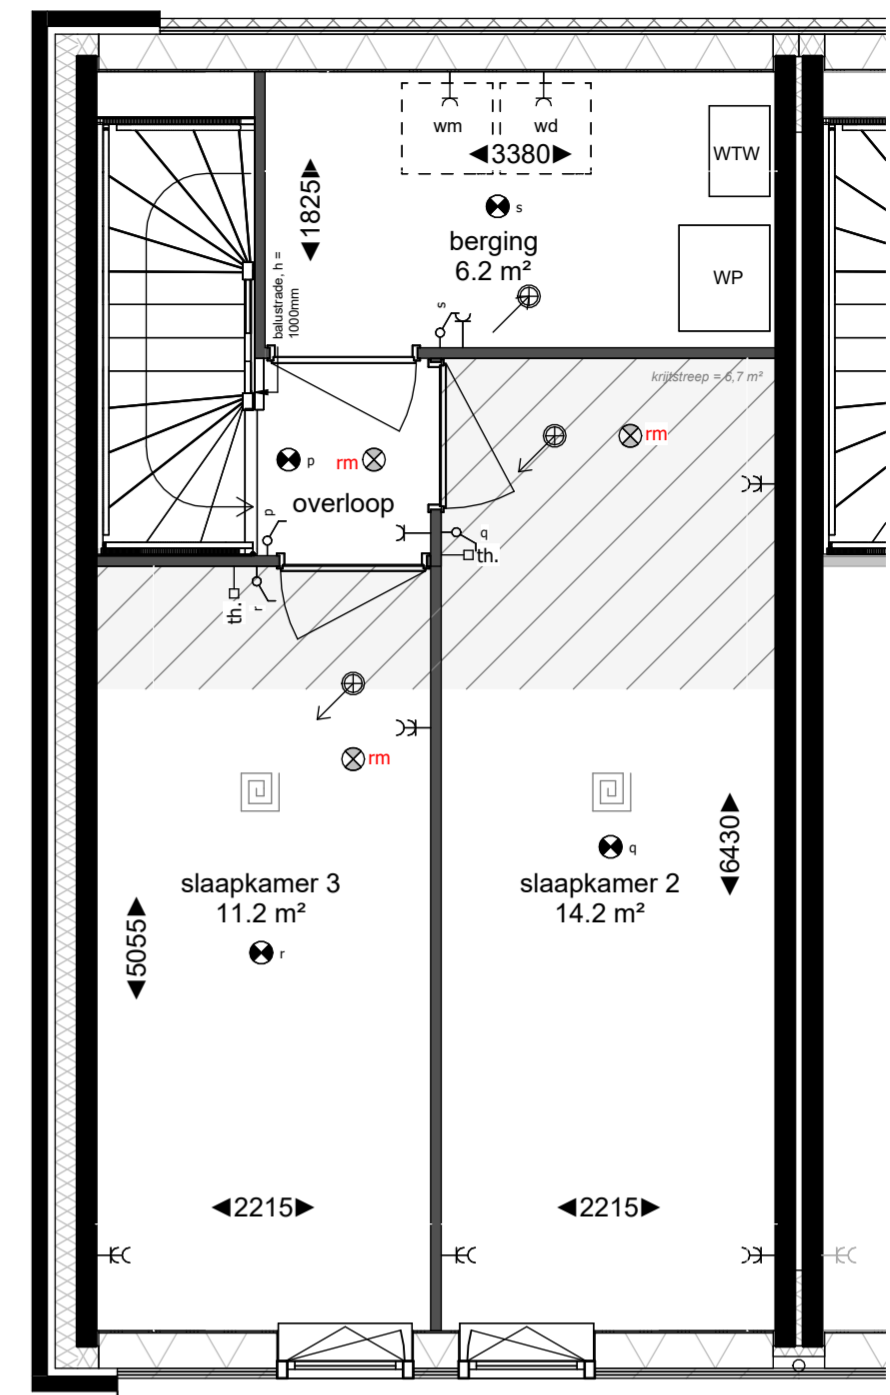 wm
wd
WTW
3380
1825
s
berging
6.2 m²
WP
balustrade, h =
1000mm
s
krijtstreep = 6,7 m²
p
rm
rm
overloop
p
q
th.
th.
r
rm
6430
q
slaapkamer 3
11.2 m²
slaapkamer 2
14.2 m²
r
5055
2215
2215